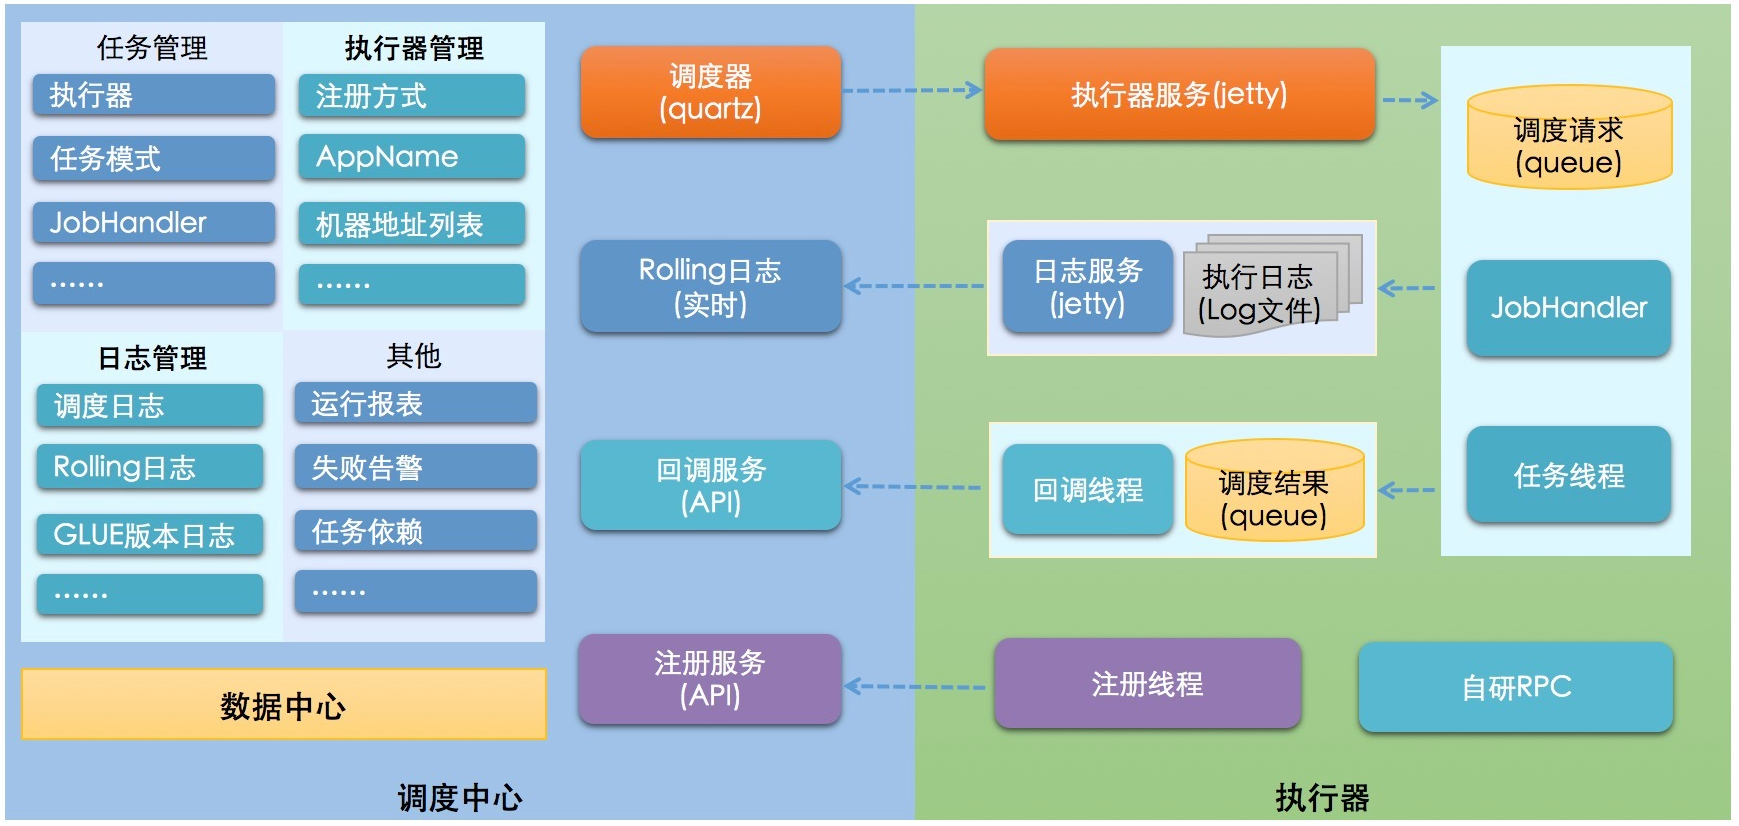 任务管理
执行器
任务模式
JobHandler
······
执行器管理
注册方式
AppName
机器地址列表
······
日志管理
调度日志
Rolling日志
GLUE版本日志
······
其他
运行报表
失败告警
任务依赖
······
数据中心
调度器
(quartz)
Rolling日志
(实时)
回调服务
(API)
注册服务
(API)
调度中心
执行器服务(jetty)
调度请求
(queue)
日志服务
(jetty)
执行日志
(Log文件)
JobHandler
回调线程
调度结果
(queue)
任务线程
注册线程
自研RPC
执行器